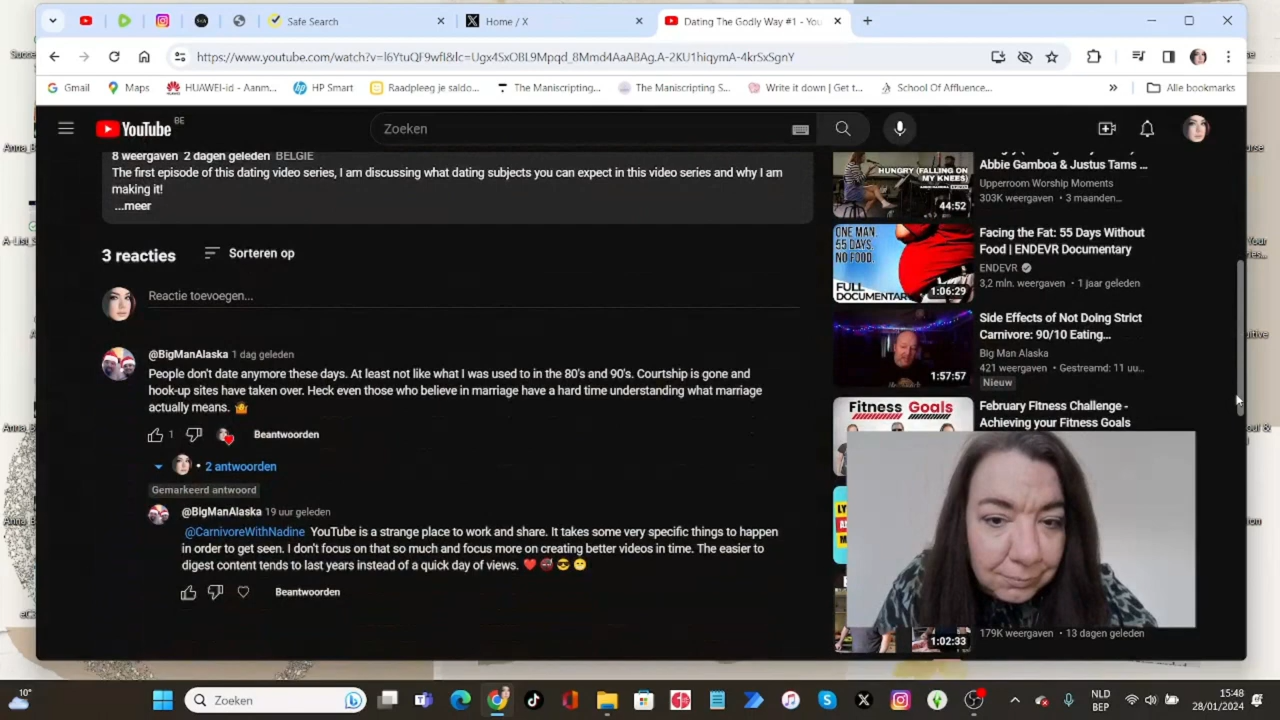 Safe Search
Home / X
Dating The Godly Way #1 - You
https://www.youtube.com/watch?v=l6YtuQF9wfI&lc=Ugx4SxOBL9Mpqd_8Mmd4AaABAg.A-2KU1hiqymA-4krSxSgnY
Gmail
Maps
HUAWEI-id - Aanm...
HP Smart
Raadpleeg je saldo...
The Maniscripting...
The Maniscripting S...
Write it down | Get t...
School Of Affluence...
» All bookmarks
YouTube BE
Zoeken
8 weergaven 2 dagen geleden BELGIË
The first episode of this dating video series, I am discussing what dating subjects you can expect in this video series and why I am
making it!
...meer
3 reacties
Sorteren op
Reactie toevoegen...
@BigManAlaska 1 dag geleden
People don't date anymore these days. At least not like what I was used to in the 80's and 90's. Courtship is gone and
hook-up sites have taken over. Heck even those who believe in marriage have a hard time understanding what marriage
actually means.
1
Beantwoorden
2 antwoorden
Gemarkeerd antwoord
@BigManAlaska 19 uur geleden
@CarnivoreWithNadine YouTube is a strange place to work and share. It takes some very specific things to happen
in order to get seen. I don't focus on that so much and focus more on creating better videos in time. The easier to
digest content tends to last years instead of a quick day of views.
Beantwoorden
HUNGRY (FALLING ON
MY KNEES)
44:52
Abbie Gamboa & Justus Tams ...
Upperroom Worship Moments
303K weergaven • 3 maanden...
ONE MAN.
55 DAYS.
NO FOOD.
FULL
DOCUMENTARY
1:06:29
Facing the Fat: 55 Days Without
Food | ENDEVR Documentary
ENDEVR
3,2 mln. weergaven • 1 jaar geleden
1:57:57
Side Effects of Not Doing Strict
Carnivore: 90/10 Eating...
Big Man Alaska
421 weergaven • Gestreamd: 11 uu...
Nieuw
Fitness Goals
February Fitness Challenge -
Achieving your Fitness Goals
1:02:33
179K weergaven • 13 dagen geleden
10°
Zoeken
NLD
BEP
15:48
28/01/2024